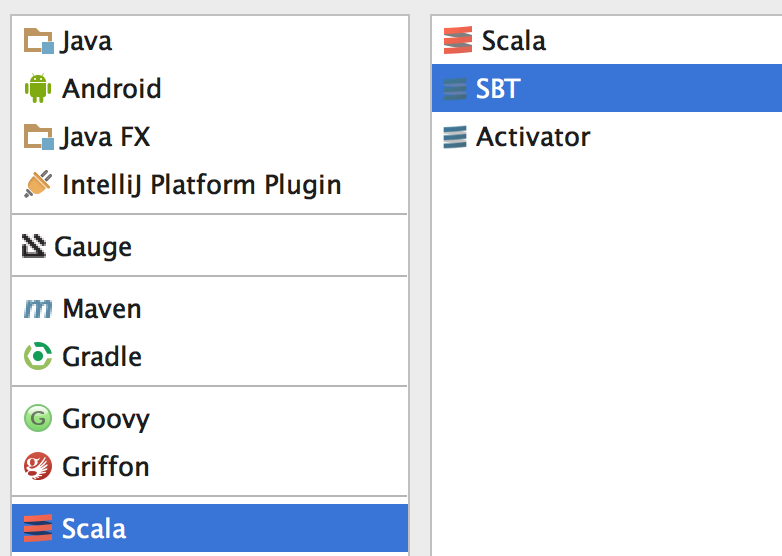 Java
Android
Java FX
IntelliJ Platform Plugin
Gauge
Maven
Gradle
Groovy
Griffon
Scala
Scala
SBT
Activator